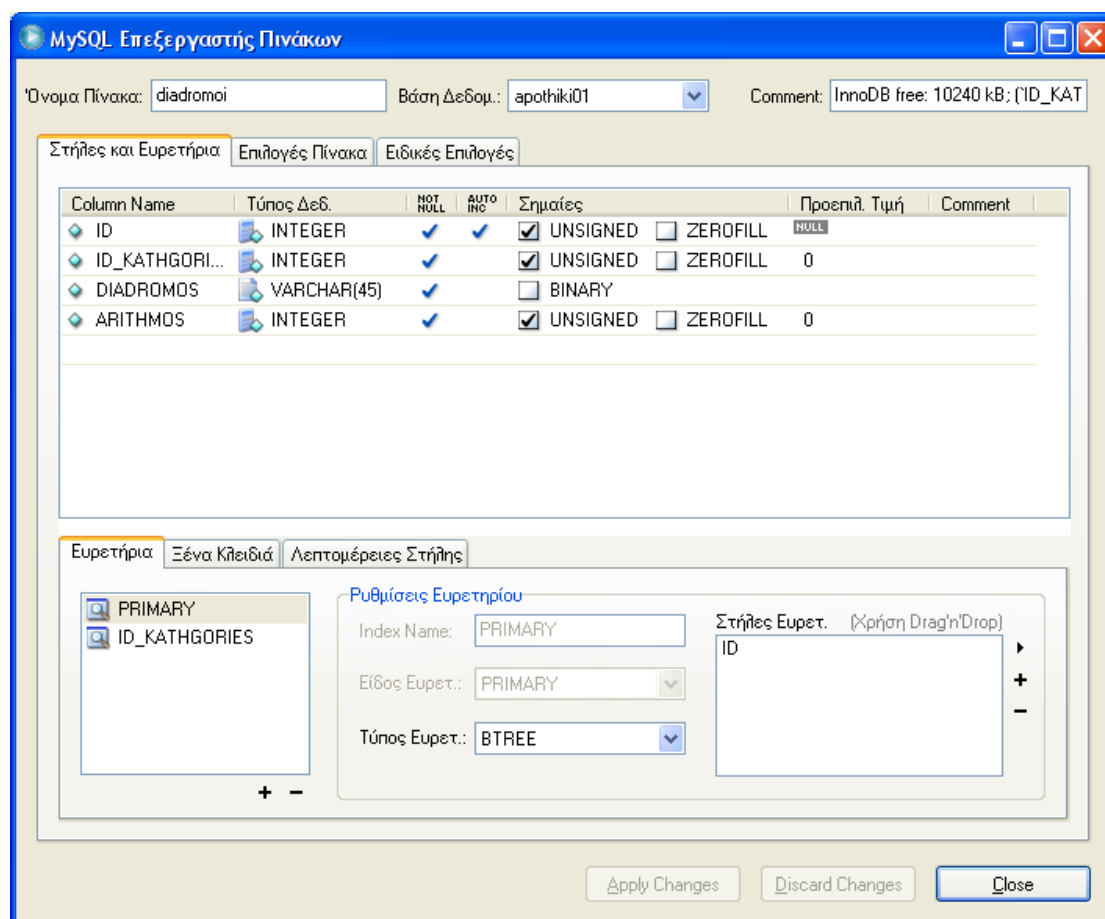 MySQL Επεξεργαστής Πινάκων
Όνομα Πίνακα: diadromoi Βάση Δεδομ.: apothiki01 Comment: InnoDB free: 10240 kB; (`ID_KAT
Στήλες και Ευρετήρια Επιλογές Πίνακα Ειδικές Επιλογές
Column Name Τύπος Δεδ. NOT NULL AUTO INC Σημαίες Προεπιλ. Τιμή Comment
ID INTEGER UNSIGNED ZEROFILL NULL
ID_KATHGORI... INTEGER UNSIGNED ZEROFILL 0
DIADROMOS VARCHAR(45) BINARY
ARITHMOS INTEGER UNSIGNED ZEROFILL 0
Ευρετήρια Ξένα Κλειδιά Λεπτομέρειες Στήλης
PRIMARY
ID_KATHGORIES
Ρυθμίσεις Ευρετηρίου
Index Name: PRIMARY
Είδος Ευρετ.: PRIMARY
Τύπος Ευρετ.: BTREE
Στήλες Ευρετ. (Χρήση Drag'n'Drop)
ID
Apply Changes Discard Changes Close